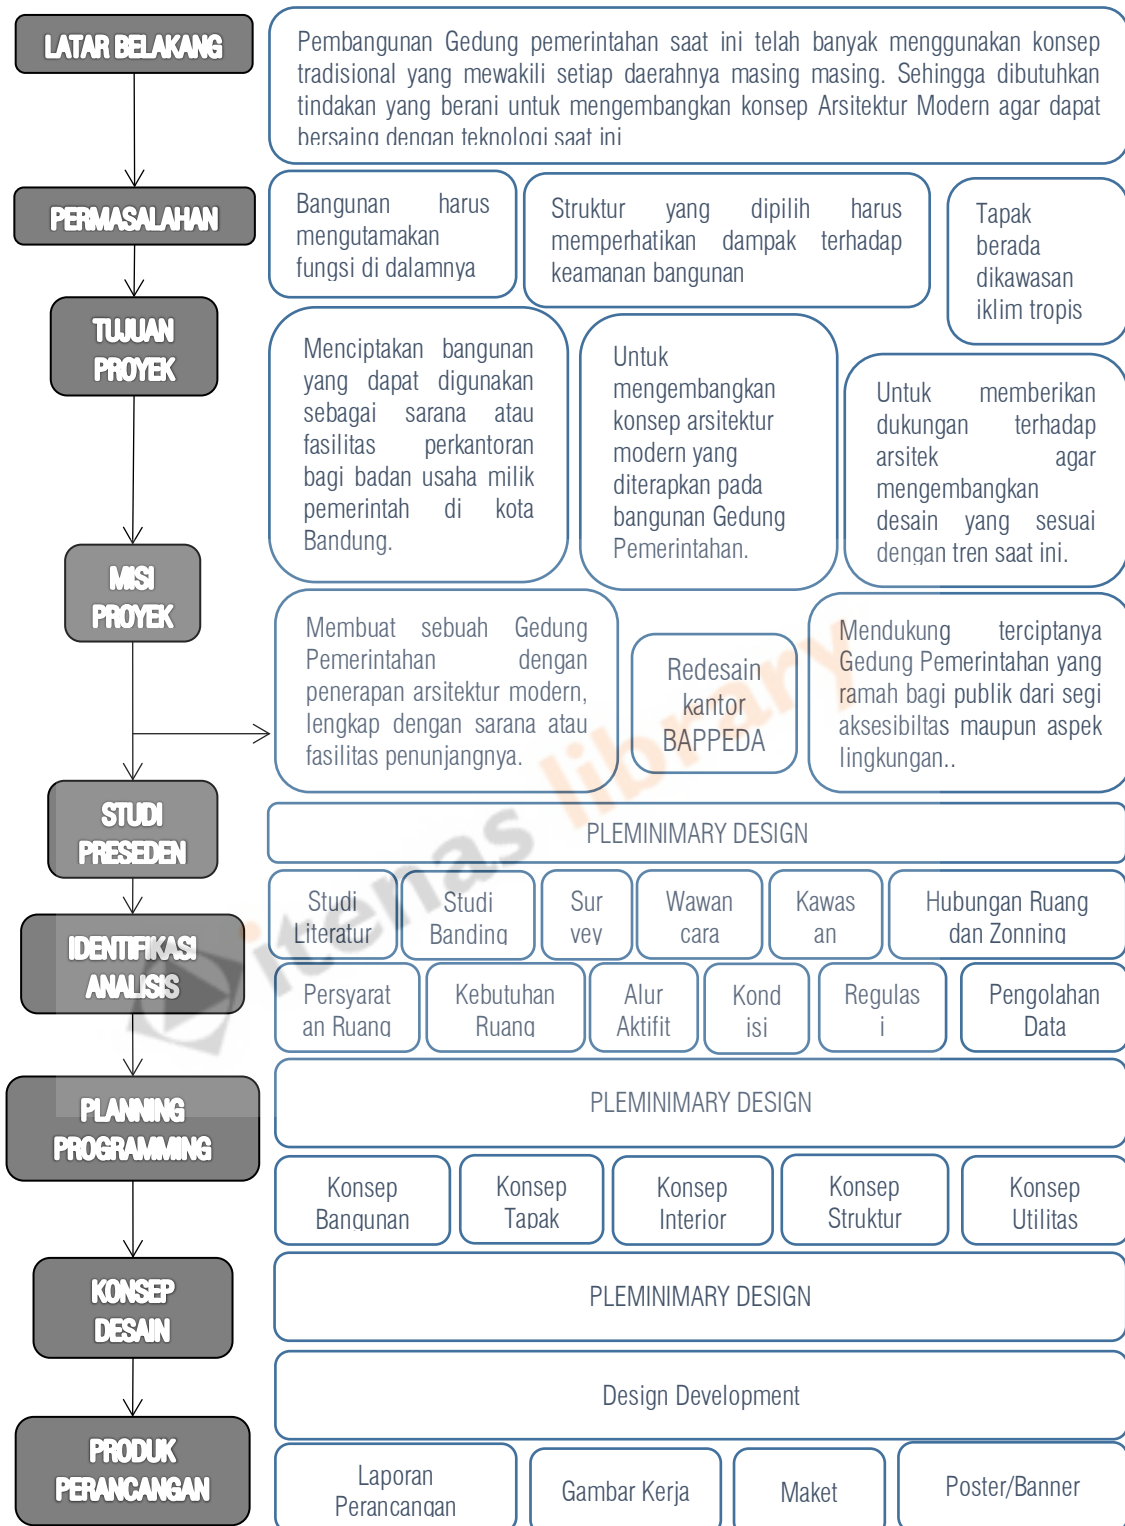 LATAR BELAKANG
Pembangunan Gedung pemerintahan saat ini telah banyak menggunakan konsep
tradisional yang mewakili setiap daerahnya masing masing. Sehingga dibutuhkan
tindakan yang berani untuk mengembangkan konsep Arsitektur Modern agar dapat
bersaing dengan teknologi saat ini
PERMASALAHAN
Bangunan harus
mengutamakan
fungsi di dalamnya
Struktur yang dipilih harus
memperhatikan dampak terhadap
keamanan bangunan
Tapak
berada
dikawasan
iklim tropis
TUJUAN
PROYEK
Menciptakan bangunan
yang dapat digunakan
sebagai sarana atau
fasilitas perkantoran
bagi badan usaha milik
pemerintah di kota
Bandung.
Untuk
mengembangkan
konsep arsitektur
modern yang
diterapkan pada
bangunan Gedung
Pemerintahan.
Untuk memberikan
dukungan terhadap
arsitek agar
mengembangkan
desain yang sesuai
dengan tren saat ini.
MISI
PROYEK
Membuat sebuah Gedung
Pemerintahan dengan
penerapan arsitektur modern,
lengkap dengan sarana atau
fasilitas penunjangnya.
Redesain
kantor
BAPPEDA
Mendukung terciptanya
Gedung Pemerintahan yang
ramah bagi publik dari segi
aksesibiltas maupun aspek
lingkungan..
STUDI
PRESEDEN
PLEMINIMARY DESIGN
IDENTIFIKASI
ANALISIS
Studi
Literatur
Studi
Banding
Sur
vey
Wawan
cara
Kawas
an
Hubungan Ruang
dan Zonning
Persyarat
an Ruang
Kebutuhan
Ruang
Alur
Aktifit
Kond
isi
Regulas
i
Pengolahan
Data
PLANNING
PROGRAMMING
PLEMINIMARY DESIGN
Konsep
Bangunan
Konsep
Tapak
Konsep
Interior
Konsep
Struktur
Konsep
Utilitas
KONSEP
DESAIN
PLEMINIMARY DESIGN
Design Development
PRODUK
PERANCANGAN
Laporan
Perancangan
Gambar Kerja
Maket
Poster/Banner
itenas library